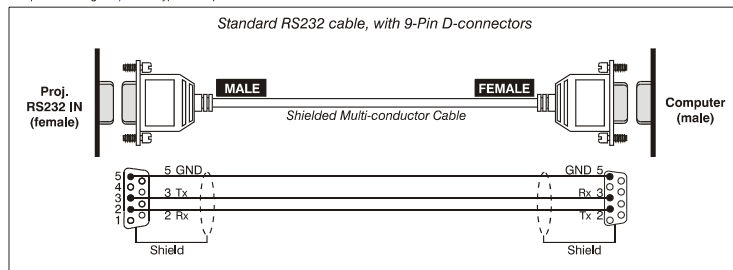 Standard RS232 cable, with 9-Pin D-connectors
MALE
FEMALE
Proj.
RS232 IN
(female)
Shielded Multi-conductor Cable
Computer
(male)
5 GND
GND 5
5
4
3 Tx
Rx 3
3
2
2 Rx
Tx 2
1
Shield
Shield